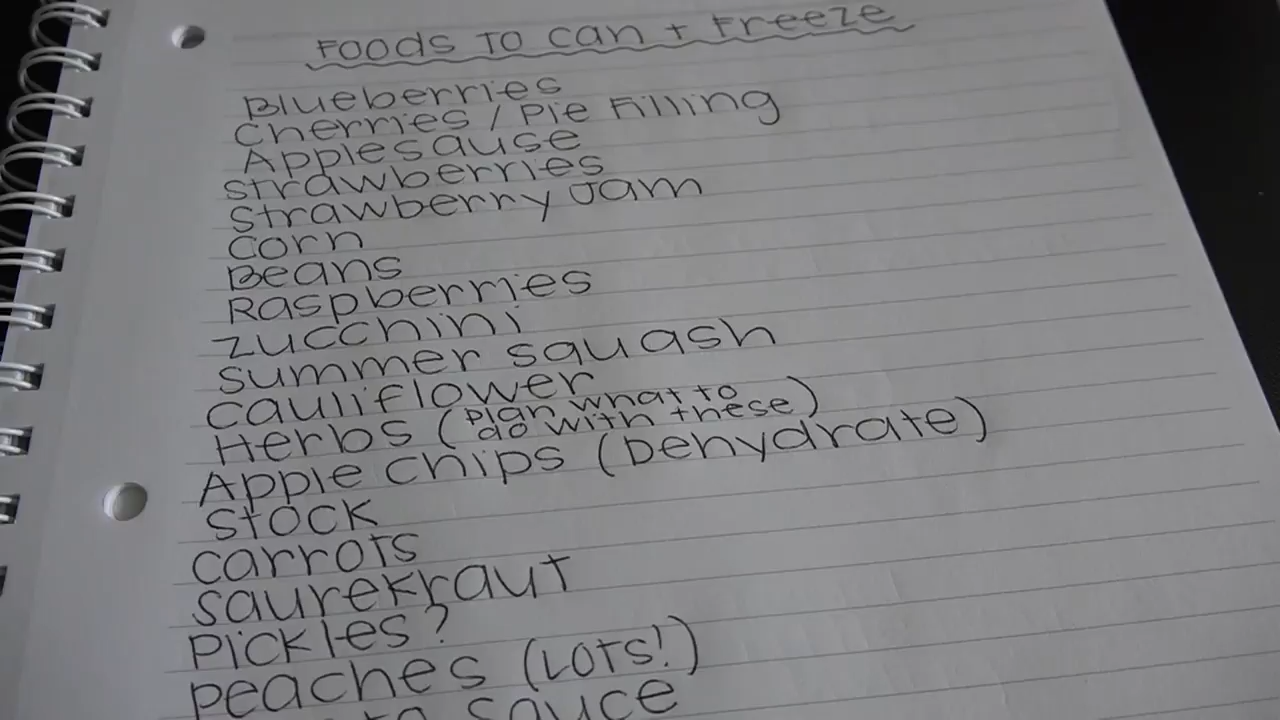 Foods to can + Freeze
Blueberries
Cherries / Pie Filling
Applesause
Strawberries
Strawberry Jam
Corn
Beans
Raspberries
Zucchini
Summer squash
Cauliflower
Herbs (plan what to
do with these)
Apple Chips (Dehydrate)
Stock
Carrots
Saurekraut
Pickles?
Peaches (LOTS!)
sauce